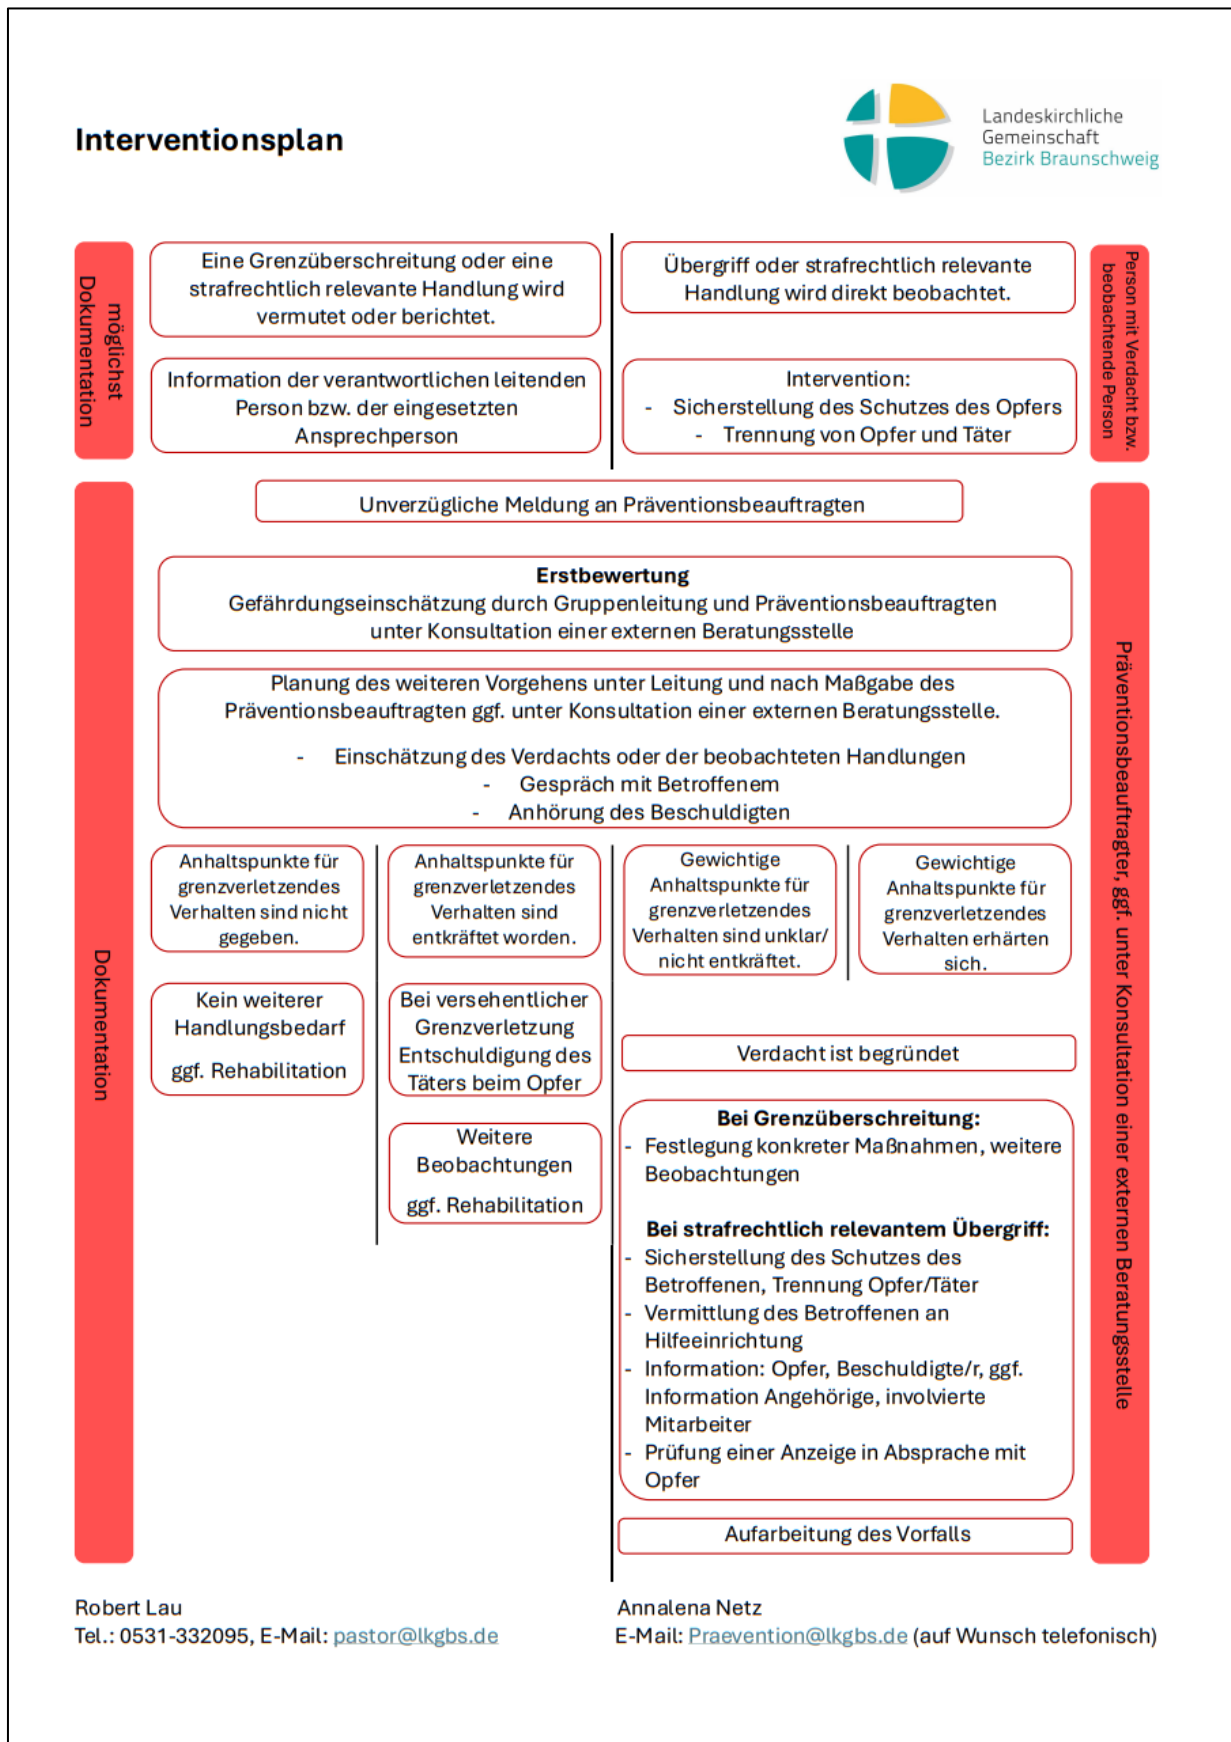 Interventionsplan
Landeskirchliche
Gemeinschaft
Bezirk Braunschweig
möglichst
Dokumentation
Eine Grenzüberschreitung oder eine
strafrechtlich relevante Handlung wird
vermutet oder berichtet.
Übergriff oder strafrechtlich relevante
Handlung wird direkt beobachtet.
Person mit Verdacht bzw.
beobachtende Person
Information der verantwortlichen leitenden
Person bzw. der eingesetzten
Ansprechperson
Intervention:
- Sicherstellung des Schutzes des Opfers
- Trennung von Opfer und Täter
Unverzügliche Meldung an Präventionsbeauftragten
Erstbewertung
Gefährdungseinschätzung durch Gruppenleitung und Präventionsbeauftragten
unter Konsultation einer externen Beratungsstelle
Planung des weiteren Vorgehens unter Leitung und nach Maßgabe des
Präventionsbeauftragten ggf. unter Konsultation einer externen Beratungsstelle.
- Einschätzung des Verdachts oder der beobachteten Handlungen
- Gespräch mit Betroffenem
- Anhörung des Beschuldigten
Dokumentation
Präventionsbeauftragter, ggf. unter Konsultation einer externen Beratungsstelle
Anhaltspunkte für
grenzverletzendes
Verhalten sind nicht
gegeben.
Anhaltspunkte für
grenzverletzendes
Verhalten sind
entkräftet worden.
Gewichtige
Anhaltspunkte für
grenzverletzendes
Verhalten sind unklar/
nicht entkräftet.
Gewichtige
Anhaltspunkte für
grenzverletzendes
Verhalten erhärten
sich.
Kein weiterer
Handlungsbedarf
ggf. Rehabilitation
Bei versehentlicher
Grenzverletzung
Entschuldigung des
Täters beim Opfer
Weitere
Beobachtungen
ggf. Rehabilitation
Verdacht ist begründet
Bei Grenzüberschreitung:
- Festlegung konkreter Maßnahmen, weitere
Beobachtungen
Bei strafrechtlich relevantem Übergriff:
- Sicherstellung des Schutzes des
Betroffenen, Trennung Opfer/Täter
- Vermittlung des Betroffenen an
Hilfeeinrichtung
- Information: Opfer, Beschuldigte/r, ggf.
Information Angehörige, involvierte
Mitarbeiter
- Prüfung einer Anzeige in Absprache mit
Opfer
Aufarbeitung des Vorfalls
Robert Lau
Tel.: 0531-332095, E-Mail: pastor@lkgbs.de
Annalena Netz
E-Mail: Praevention@lkgbs.de (auf Wunsch telefonisch)